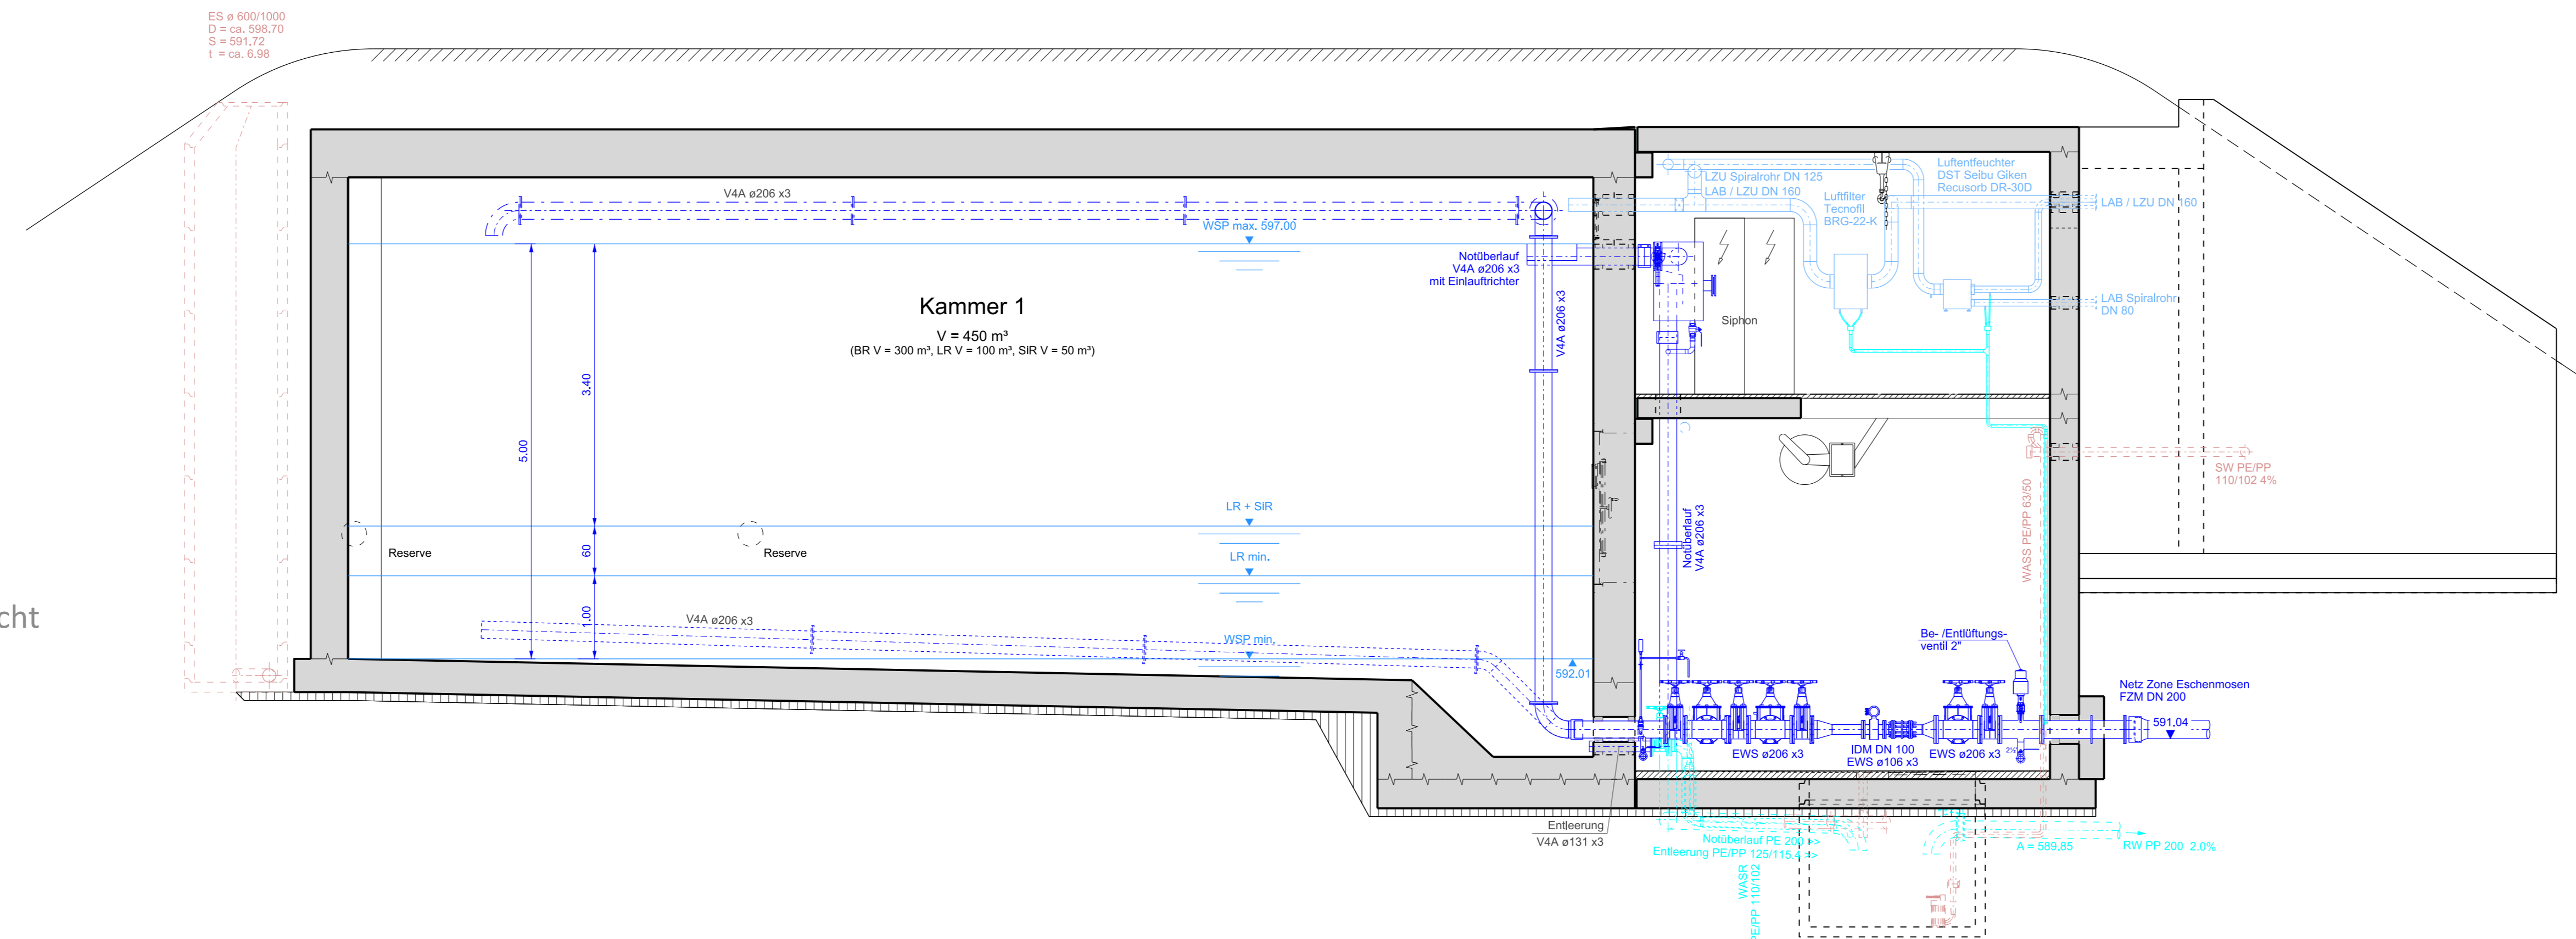 ES ø 600/1000
D = ca. 598.70
S = 591.72
t = ca. 6.98
V4A ø206 x3
WSP max. 597.00
Kammer 1
V = 450 m³
(BR V = 300 m³, LR V = 100 m³, SiR V = 50 m³)
3.40
5.00
60
1.00
LR + SiR
LR min.
WSP min.
592.01
Reserve
Reserve
V4A ø206 x3
cht
Notüberlauf
V4A ø206 x3
mit Einlauftrichter
V4A ø206 x3
LZU Spiralrohr DN 125
LAB / LZU DN 160
Luftfilter
Tecnofil
BRG-22-K
Luftentfeuchter
DST Seibu Giken
Recusorb DR-30D
LAB / LZU DN 160
LAB Spiralrohr
DN 80
Siphon
Notüberlauf
V4A ø206 x3
SW PE/PP
110/102 4%
WASS PE/PP 63/50
Be- /Entlüftungs-
ventil 2"
Netz Zone Eschenmosen
FZM DN 200
591.04
EWS ø206 x3
IDM DN 100
EWS ø106 x3
EWS ø206 x3
2½"
Entleerung
V4A ø131 x3
Notüberlauf PE 200 =>
Entleerung PE/PP 125/115.4 =>
WASR
PE/PP 110/102
A = 589.85
RW PP 200 2.0%